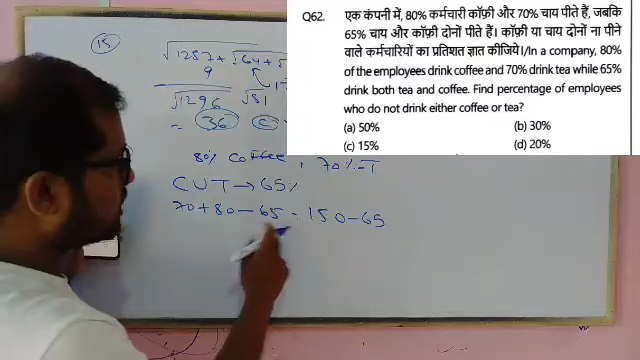 15
√1287 + √64 + √
9
√1296 √81
= 36 C
80% Coffee, 70% -T
CUT → 65%
70+80-65 = 150-65
Q62. एक कंपनी में, 80% कर्मचारी कॉफ़ी और 70% चाय पीते हैं, जबकि
65% चाय और कॉफ़ी दोनों पीते हैं। कॉफ़ी या चाय दोनों ना पीने
वाले कर्मचारियों का प्रतिशत ज्ञात कीजिये।/In a company, 80%
of the employees drink coffee and 70% drink tea while 65%
drink both tea and coffee. Find percentage of employees
who do not drink either coffee or tea?
(a) 50% (b) 30%
(c) 15% (d) 20%